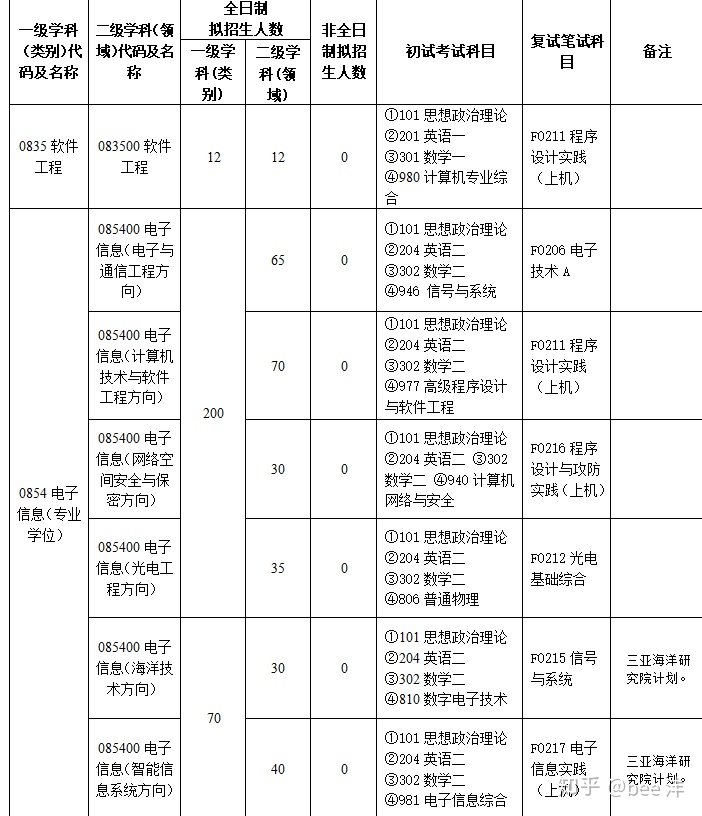 一级学科
（类别）代
码及名称
二级学科（领
域）代码及名
称
全日制
拟招生人数
一级学
科（类
别）
二级学
科（领
域）
非全日
制拟招
生人数
初试考试科目
复试笔试科
目
备注
0835 软件
工程
083500 软件
工程
12
12
0
①101 思想政治理论
②201 英语一
③301 数学一
④980 计算机专业综
合
F0211 程序
设计实践
（上机）
0854 电子
信息（专业
学位）
085400 电子
信息（电子与
通信工程方
向）
200
65
0
①101 思想政治理论
②204 英语二
③302 数学二
④946 信号与系统
F0206 电子
技术 A
085400 电子
信息（计算机
技术与软件
工程方向）
70
0
①101 思想政治理论
②204 英语二
③302 数学二
④977 高级程序设计
与软件工程
F0211 程序
设计实践
（上机）
085400 电子
信息（网络空
间安全与保
密方向）
30
0
①101 思想政治理论
②204 英语二 ③302
数学二 ④940 计算机
网络与安全
F0216 程序
设计与攻防
实践（上机）
085400 电子
信息（光电工
程方向）
35
0
①101 思想政治理论
②204 英语二
③302 数学二
④806 普通物理
F0212 光电
基础综合
085400 电子
信息（海洋技
术方向）
70
30
0
①101 思想政治理论
②204 英语二
③302 数学二
④810 数字电子技术
F0215 信号
与系统
三亚海洋研
究院计划。
085400 电子
信息（智能信
息系统方向）
40
0
①101 思想政治理论
②204 英语二
③302 数学二
④981 电子信息综合
F0217 电子
信息实践
（上机）
三亚海洋研
究院计划。
知乎 @bee洋